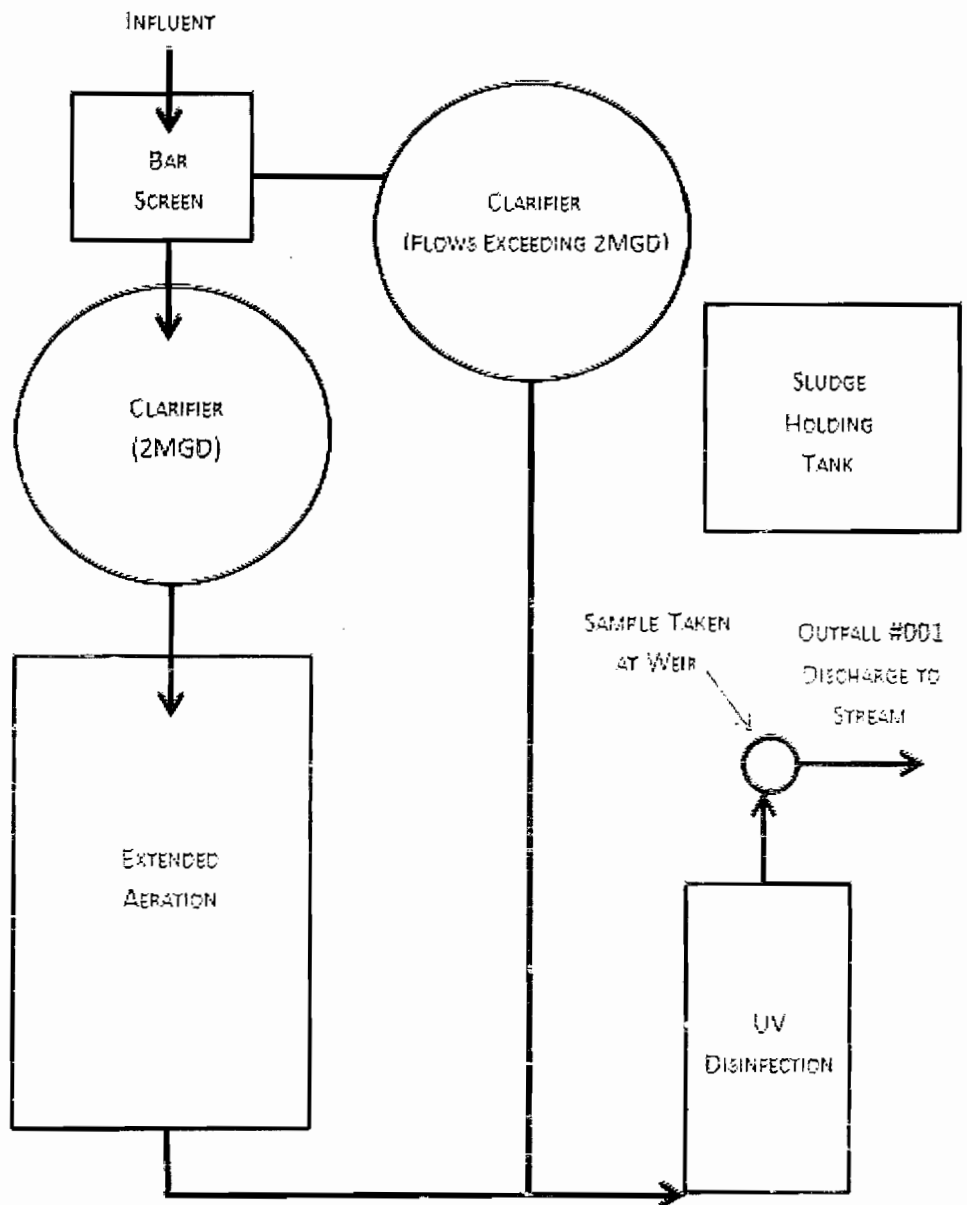 INFLUENT
BAR
SCREEN
CLARIFIER
(FLOWS EXCEEDING 2MGD)
CLARIFIER
(2MGD)
SLUDGE
HOLDING
TANK
SAMPLE TAKEN
AT WEIR
OUTFALL #001
DISCHARGE TO
STREAM
EXTENDED
AERATION
UV
DISINFECTION